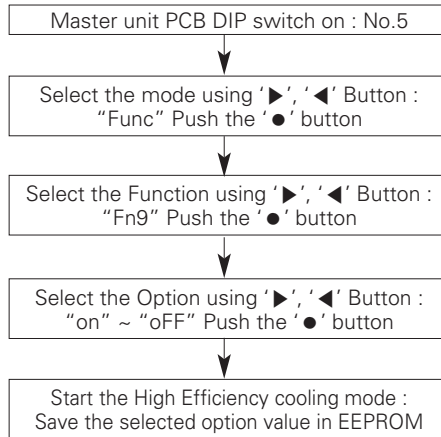 Master unit PCB DIP switch on : No.5
Select the mode using ‘▶’, ‘◀’ Button :
“Func” Push the ‘●’ button
Select the Function using ‘▶’, ‘◀’ Button :
“Fn9” Push the ‘●’ button
Select the Option using ‘▶’, ‘◀’ Button :
“on” ~ “oFF” Push the ‘●’ button
Start the High Efficiency cooling mode :
Save the selected option value in EEPROM